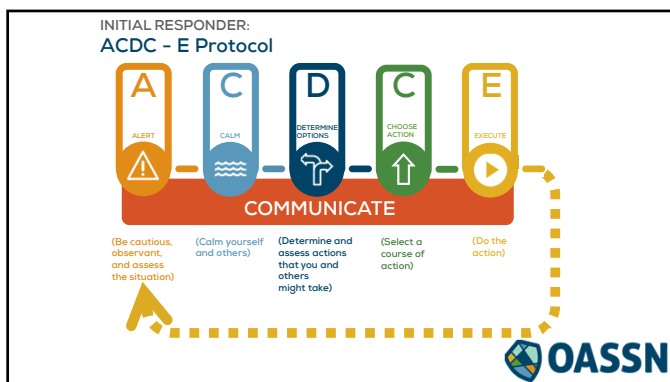 INITIAL RESPONDER:
ACDC - E Protocol
A
C
D
C
E
ALERT
CALM
DETERMINE
OPTIONS
CHOOSE
ACTION
EXECUTE
COMMUNICATE
(Be cautious,
observant,
and assess
the situation)
(Calm yourself
and others)
(Determine and
assess actions
that you and
others
might take)
(Select a
course of
action)
(Do the
action)
OASSN